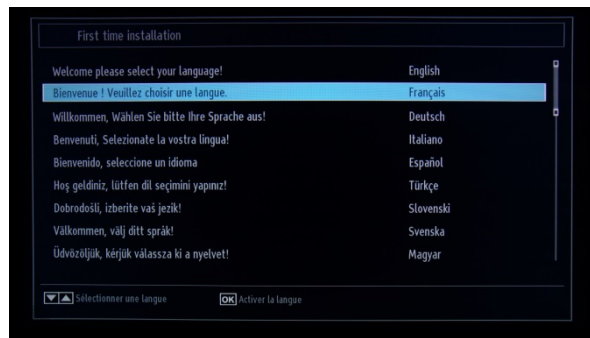 First time installation
Welcome please select your language! English
Bienvenue ! Veuillez choisir une langue. Français
Willkommen, Wählen Sie bitte Ihre Sprache aus! Deutsch
Benvenuti, Selezionate la vostra lingua! Italiano
Bienvenido, seleccione un idioma Español
Hoş geldiniz, lütfen dil seçimini yapınız! Türkçe
Dobrodošli, izberite vaš jezik! Slovenski
Välkommen, välj ditt språk! Svenska
Üdvözöljük, kérjük válassza ki a nyelvet! Magyar
Sélectionner une langue OK Activer la langue